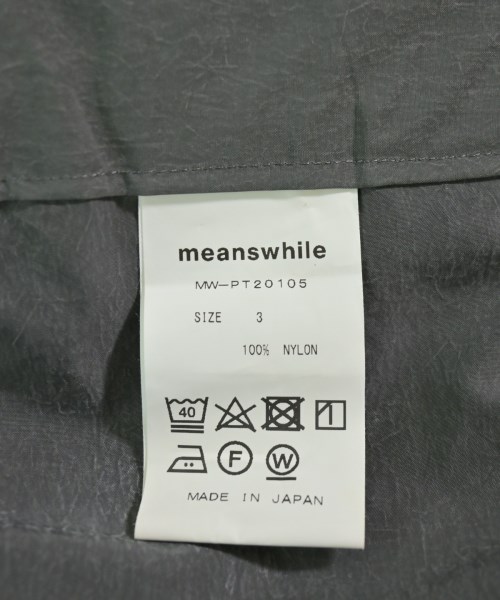 meanswhile
MW-PT20105
SIZE 3
100% NYLON
40
F W
MADE IN JAPAN